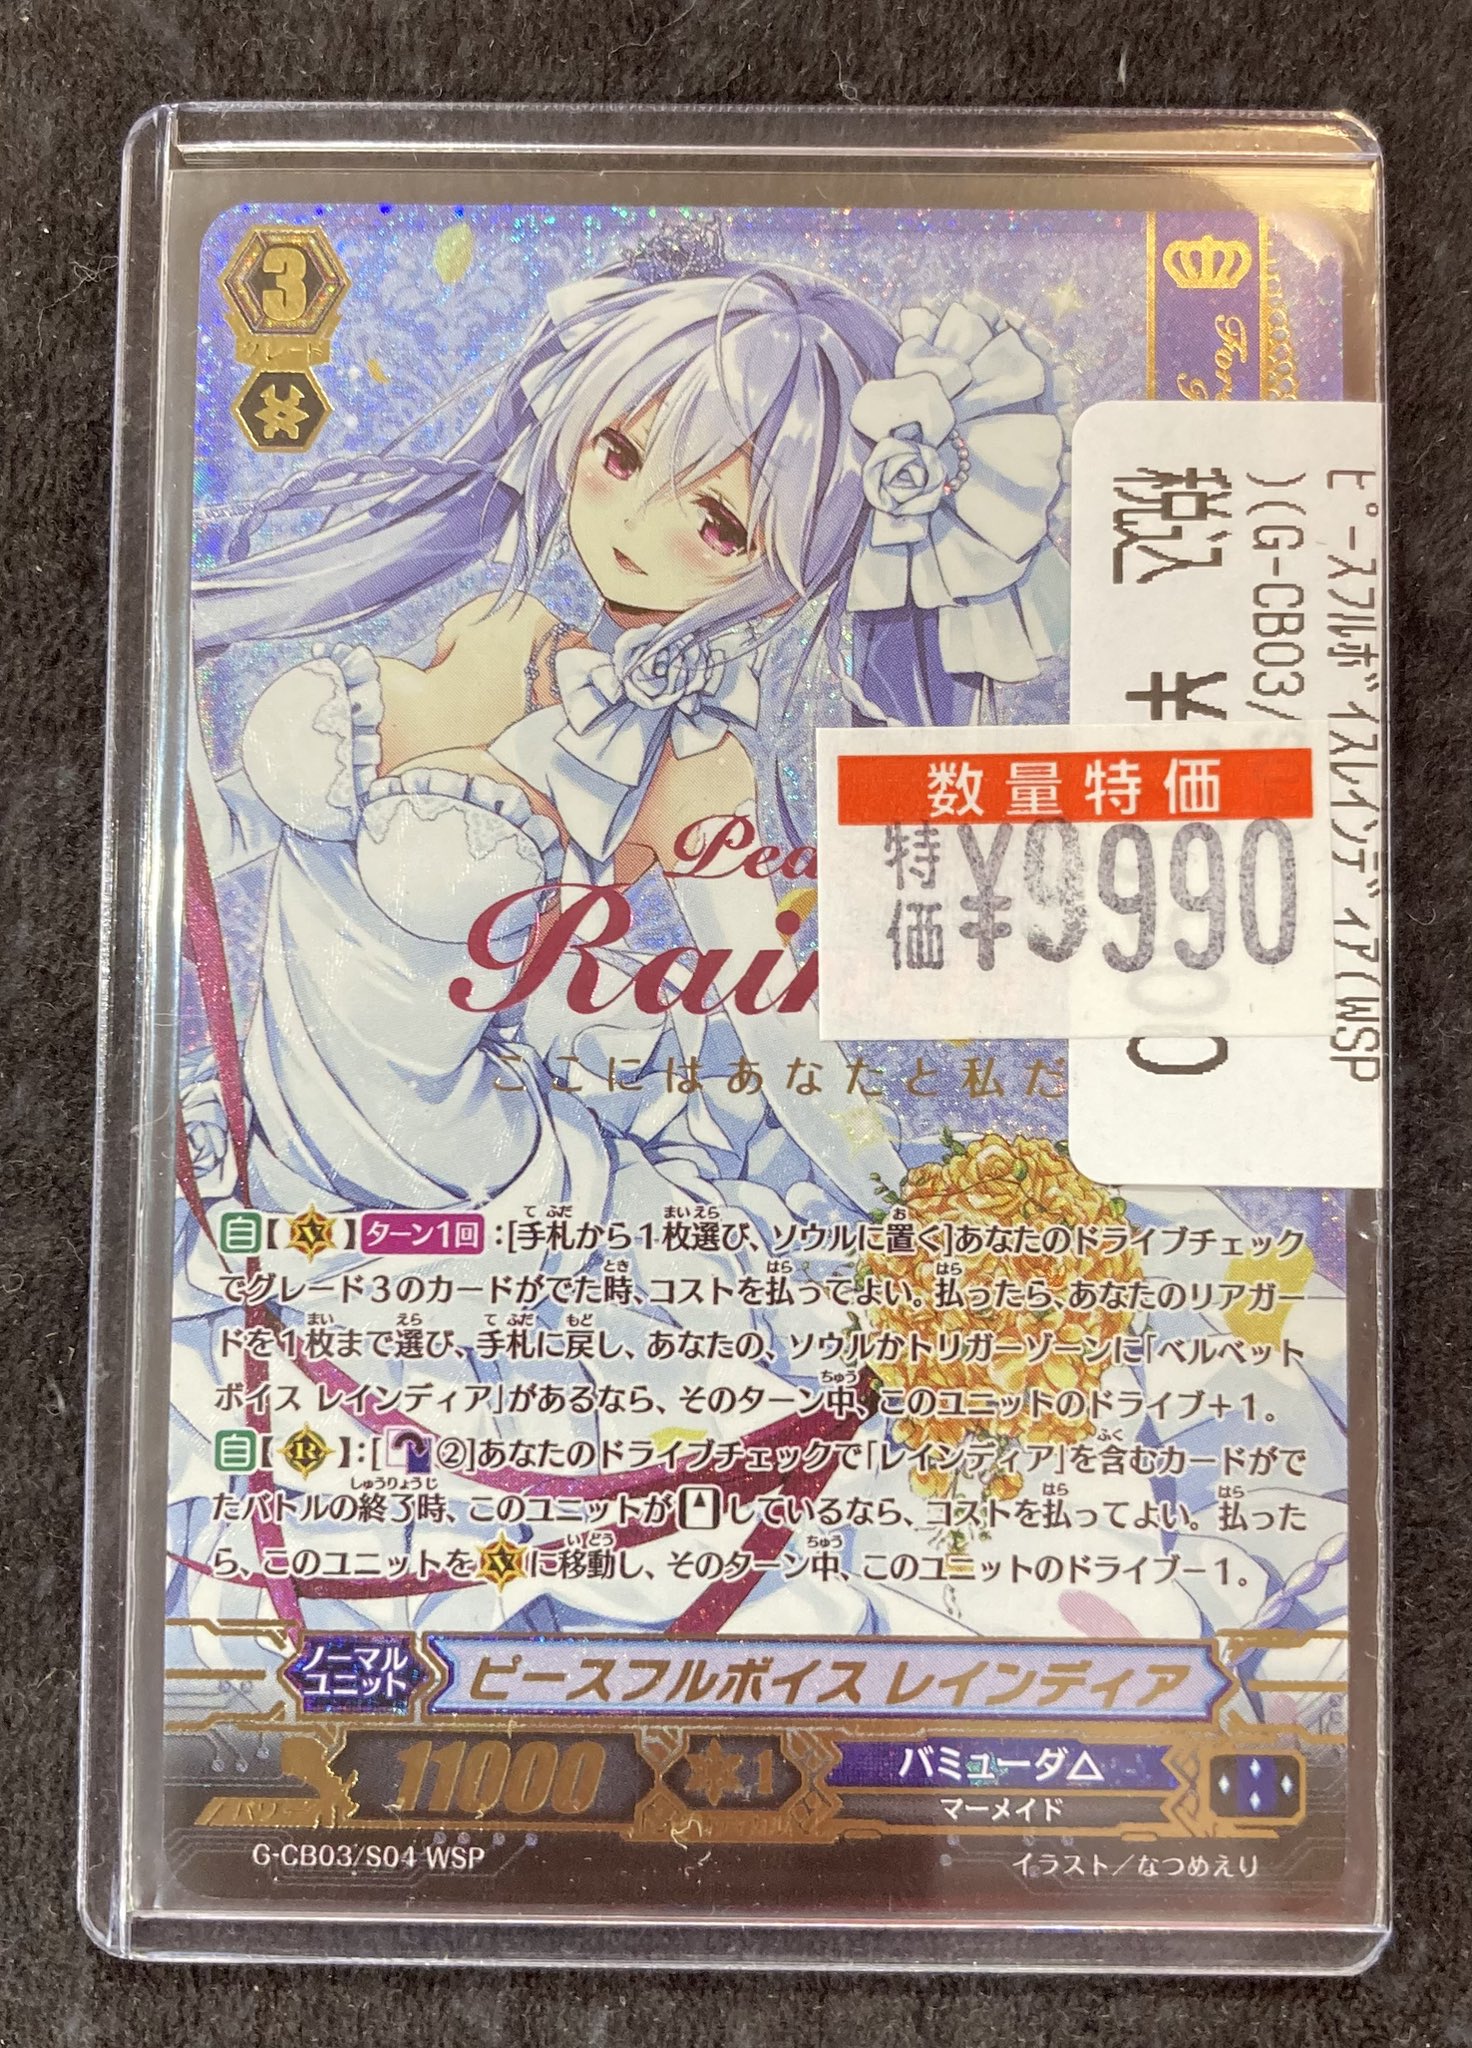 3
グレード
For
ピースフルボイスレインディア(WSP
)(G-CB03/
税込 ¥
数量特価
特価 ¥9990
Pea
Rain
ここにはあなたと私だ
自【V】ターン1回：[手札から1枚選び、ソウルに置く]あなたのドライブチェック
でグレード3のカードがでた時、コストを払ってよい。払ったら、あなたのリアガー
ドを1枚まで選び、手札に戻し、あなたの、ソウルかトリガーゾーンに「ベルベット
ボイス レインディア」があるなら、そのターン中、このユニットのドライブ＋1。
自【R】：[②]あなたのドライブチェックで「レインディア」を含むカードがで
たバトルの終了時、このユニットがしているなら、コストを払ってよい。払った
ら、このユニットをVに移動し、そのターン中、このユニットのドライブ－1。
ノーマル
ユニット
ピースフルボイス レインディア
パワー 11000
1
バミューダ△
マーメイド
G-CB03/S04 WSP
イラスト／なつめえり